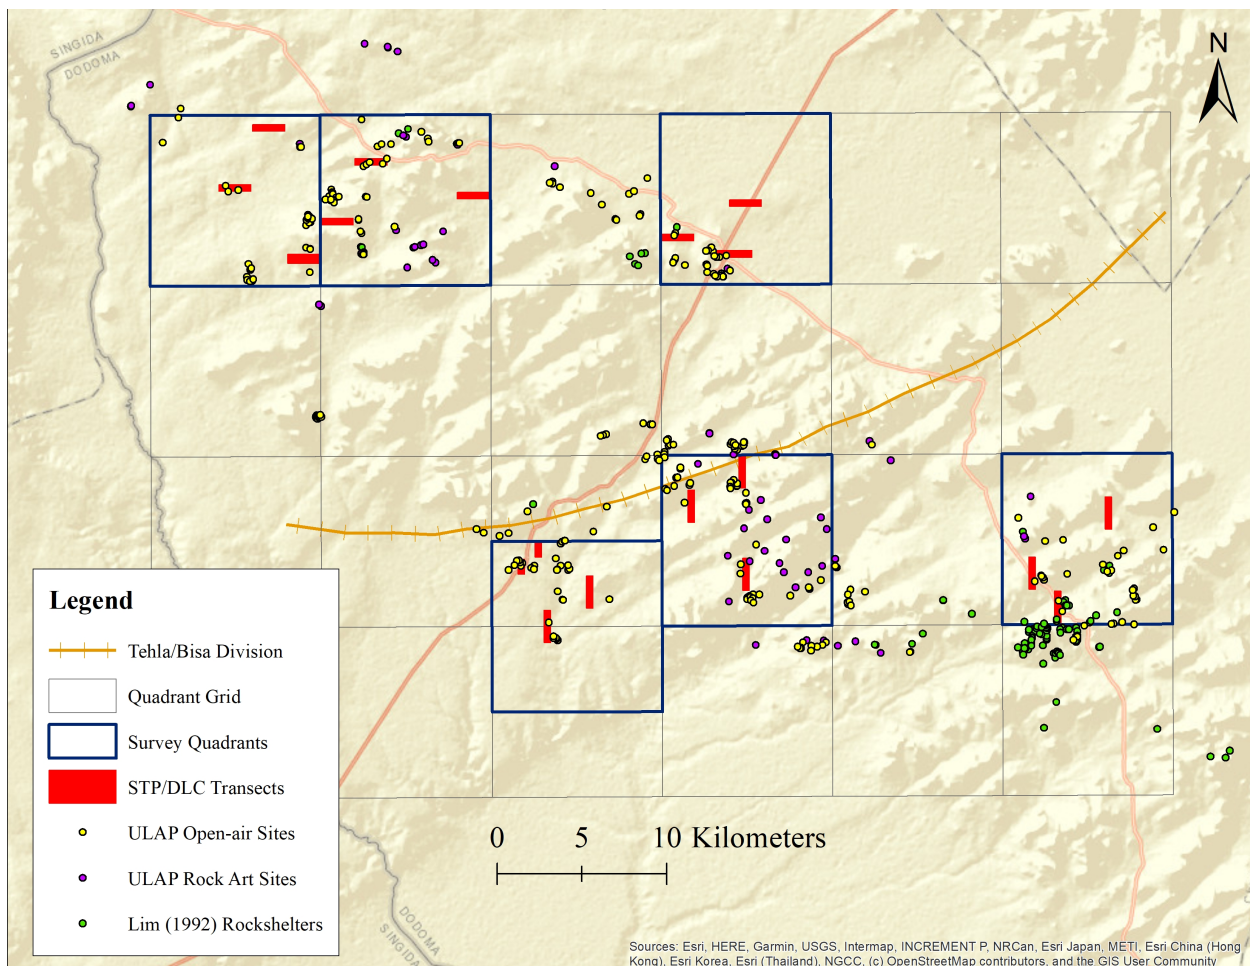 SINGIDA
DODOMA
N
Legend
Tehla/Bisa Division
Quadrant Grid
Survey Quadrants
STP/DLC Transects
ULAP Open-air Sites
ULAP Rock Art Sites
Lim (1992) Rockshelters
0 5 10 Kilometers
DODOMA
SINGIDA
Sources: Esri, HERE, Garmin, USGS, Intermap, INCREMENT P, NRCan, Esri Japan, METI, Esri China (Hong
Kong), Esri Korea, Esri (Thailand), NGCC, (c) OpenStreetMap contributors, and the GIS User Community